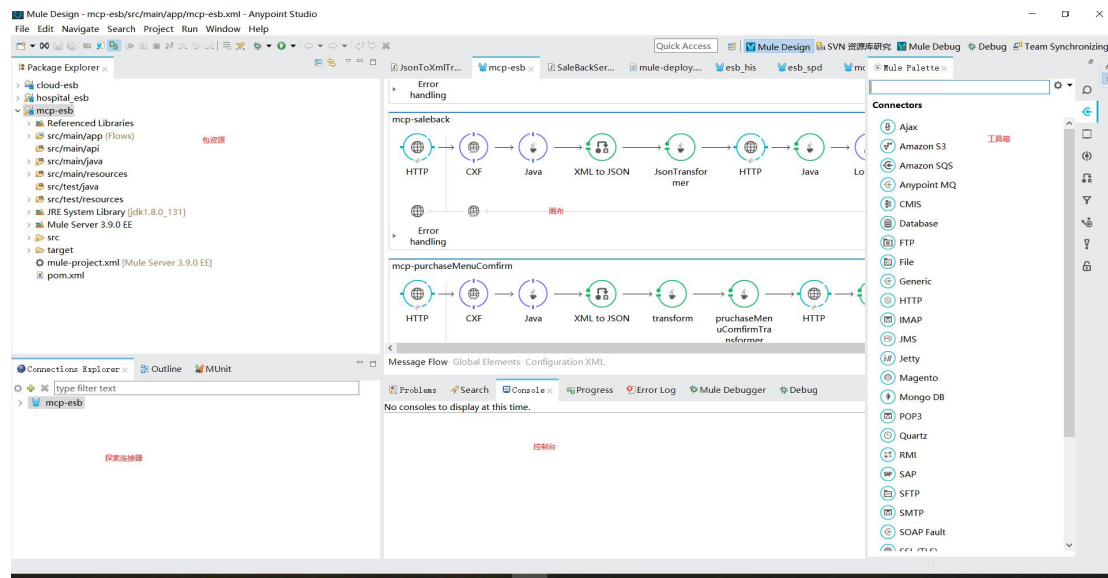 Mule Design - mcp-esb/src/main/app/mcp-esb.xml - Anypoint Studio
File Edit Navigate Search Project Run Window Help
Quick Access
Mule Design
SVN 资源库研究
Mule Debug
Debug
Team Synchronizing
Package Explorer
cloud-esb
hospital_esb
mcp-esb
Referenced Libraries
src/main/app (Flows)
src/main/api
src/main/java
src/main/resources
src/test/java
src/test/resources
JRE System Library [jdk1.8.0_131]
Mule Server 3.9.0 EE
src
target
mule-project.xml [Mule Server 3.9.0 EE]
pom.xml
包资源
Connections Explorer
Outline
MUnit
type filter text
mcp-esb
探索连接器
JsonToXmlTr...
mcp-esb
SaleBackSer...
mule-deploy....
esb_his
esb_spd
mc
Error
handling
mcp-saleback
HTTP
CXF
Java
XML to JSON
JsonTransfor
mer
HTTP
Java
Lo
画布
Error
handling
mcp-purchaseMenuComfirm
HTTP
CXF
Java
XML to JSON
transform
pruchaseMen
uComfirmTra
nsformer
HTTP
Message Flow Global Elements Configuration XML
Problems
Search
Console
Progress
Error Log
Mule Debugger
Debug
No consoles to display at this time.
控制台
Mule Palette
Connectors
工具箱
Ajax
Amazon S3
Amazon SQS
Anypoint MQ
CMIS
Database
FTP
File
Generic
HTTP
IMAP
JMS
Jetty
Magento
Mongo DB
POP3
Quartz
RMI
SAP
SFTP
SMTP
SOAP Fault
SSL (TLS)